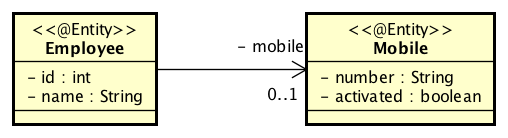 <<@Entity>>
Employee
- id : int
- name : String
- mobile
0..1
<<@Entity>>
Mobile
- number : String
- activated : boolean